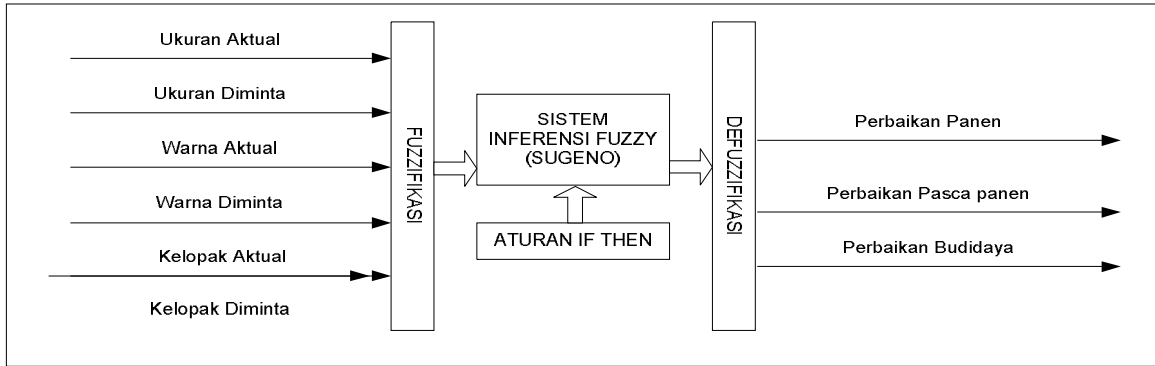 Ukuran Aktual
Ukuran Diminta
Warna Aktual
Warna Diminta
Kelopak Aktual
Kelopak Diminta
FUZZIFIKASI
SISTEM
INFERENSI FUZZY
(SUGENO)
ATURAN IF THEN
DEFUZZIFIKASI
Perbaikan Panen
Perbaikan Pasca panen
Perbaikan Budidaya